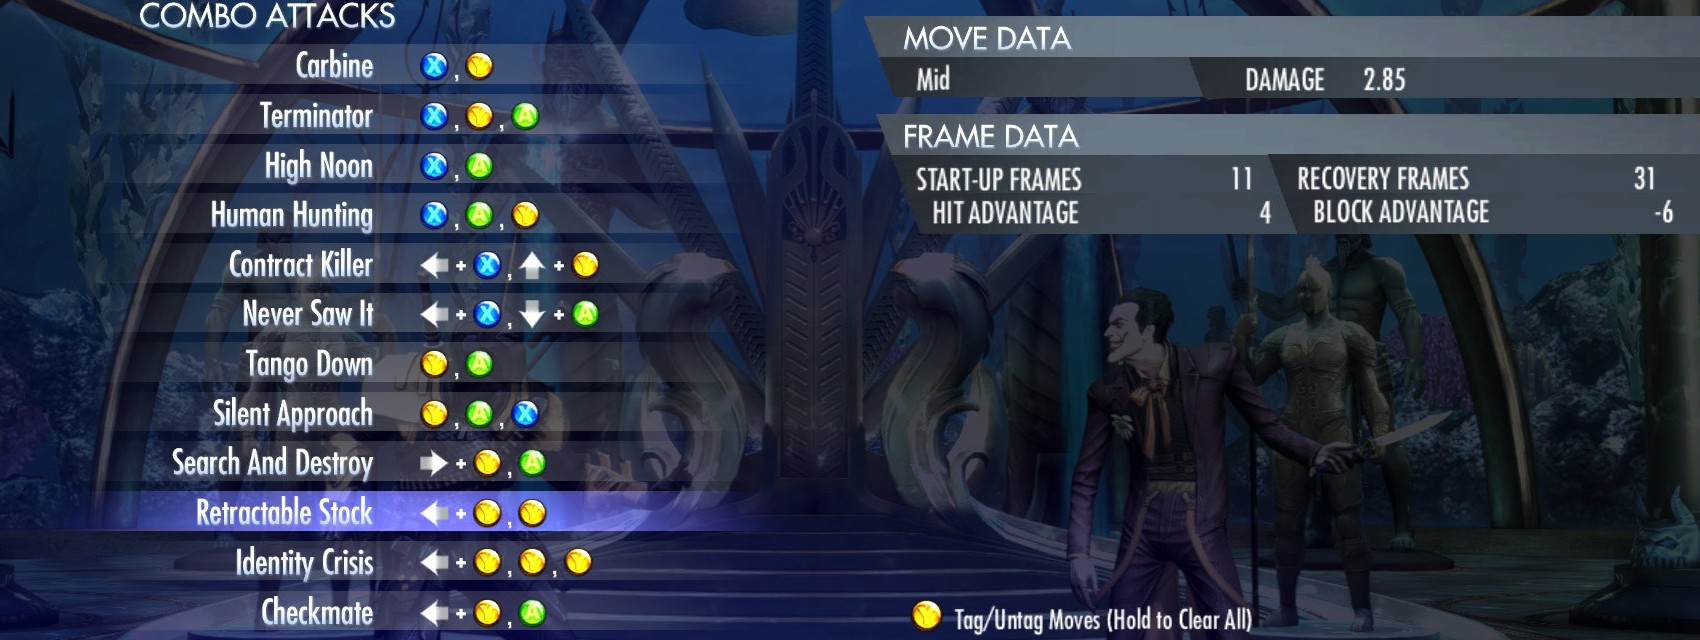 COMBO ATTACKS
Carbine X , Y
Terminator X , Y , A
High Noon X , A
Human Hunting X , A , Y
Contract Killer ← + X , ↑ + Y
Never Saw It ← + X , ↓ + A
Tango Down Y , A
Silent Approach Y , A , X
Search And Destroy → + Y , A
Retractable Stock ← + Y , Y
Identity Crisis ← + Y , Y , Y
Checkmate ← + Y , A
MOVE DATA
Mid DAMAGE 2.85
FRAME DATA
START-UP FRAMES 11 RECOVERY FRAMES 31
HIT ADVANTAGE 4 BLOCK ADVANTAGE -6
Y Tag/Untag Moves (Hold to Clear All)